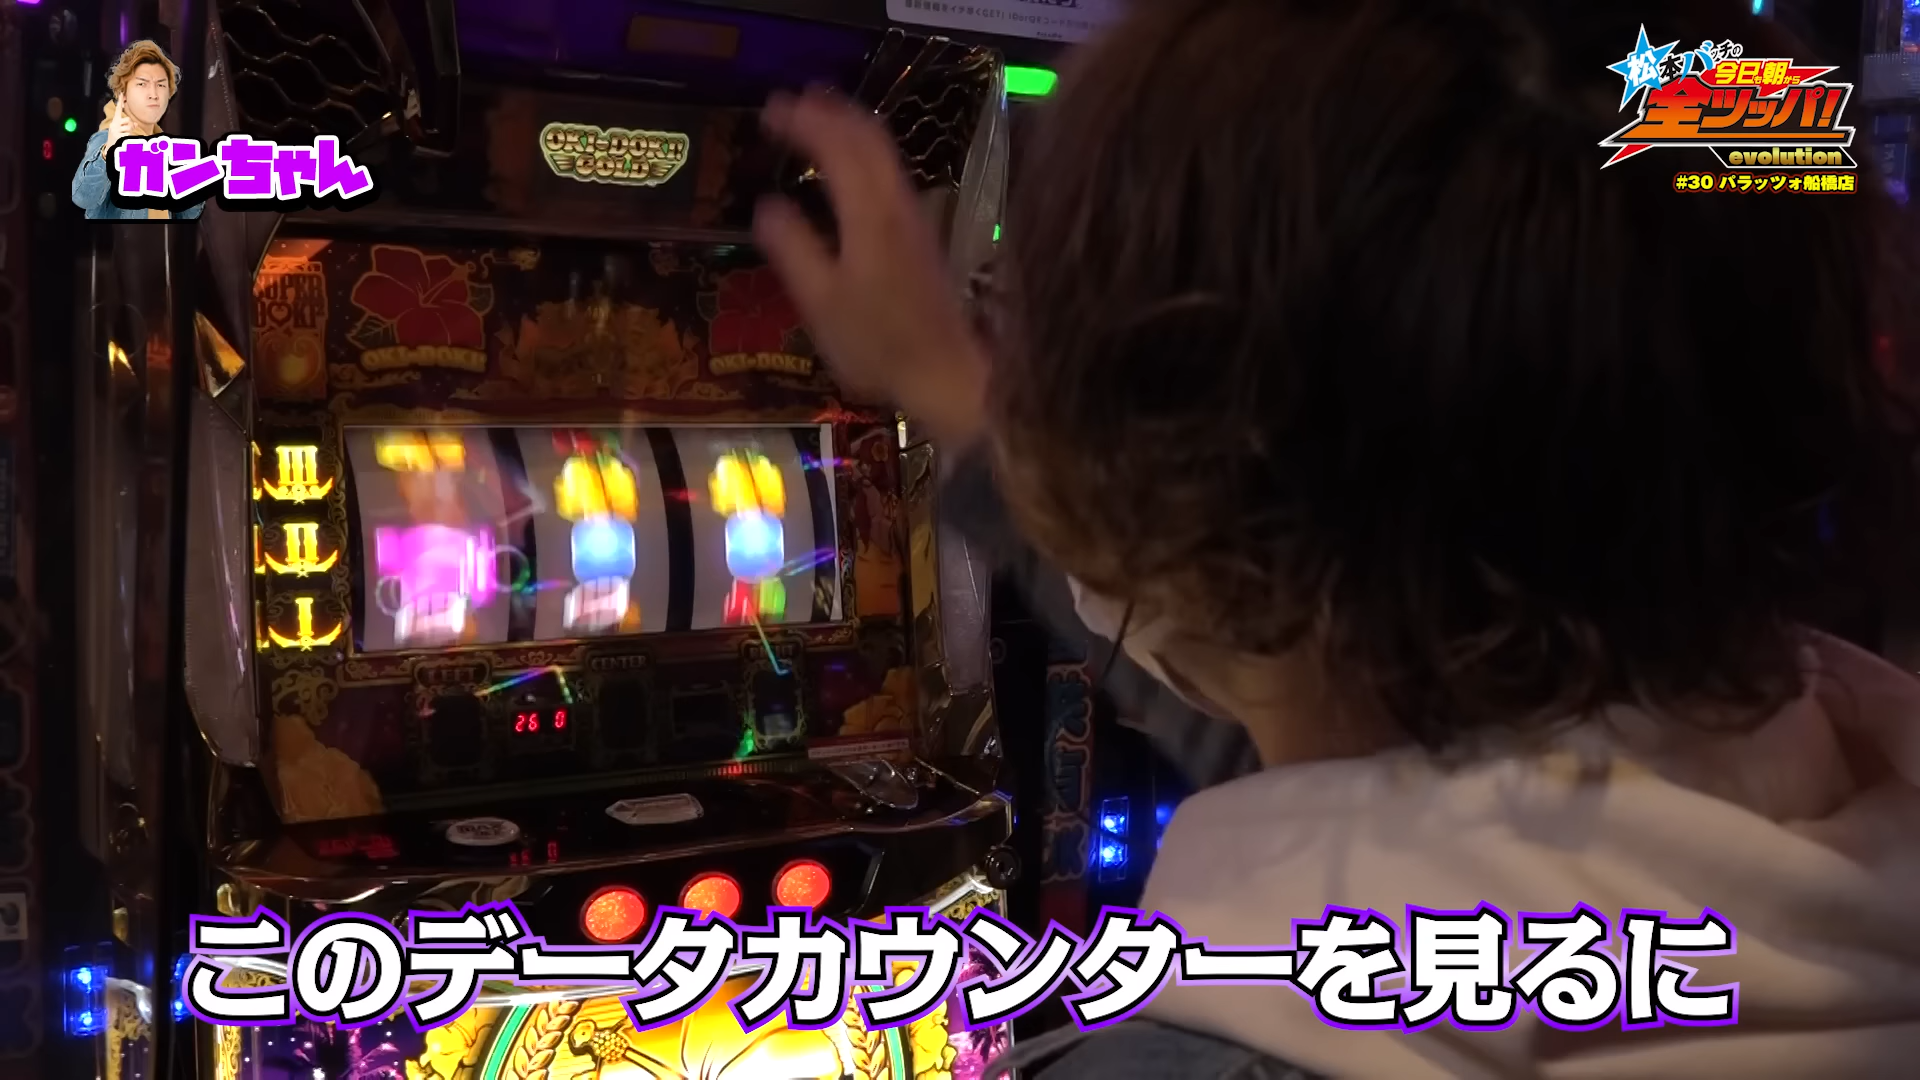 松本バッチの
今日も朝から
全ツッパ!
evolution
#30 パラッツォ船橋店
ガンちゃん
OKI-DOKI!
GOLD
OKI-DOKI!
OKI-DOKI!
CENTER
26 0
このデータカウンターを見るに